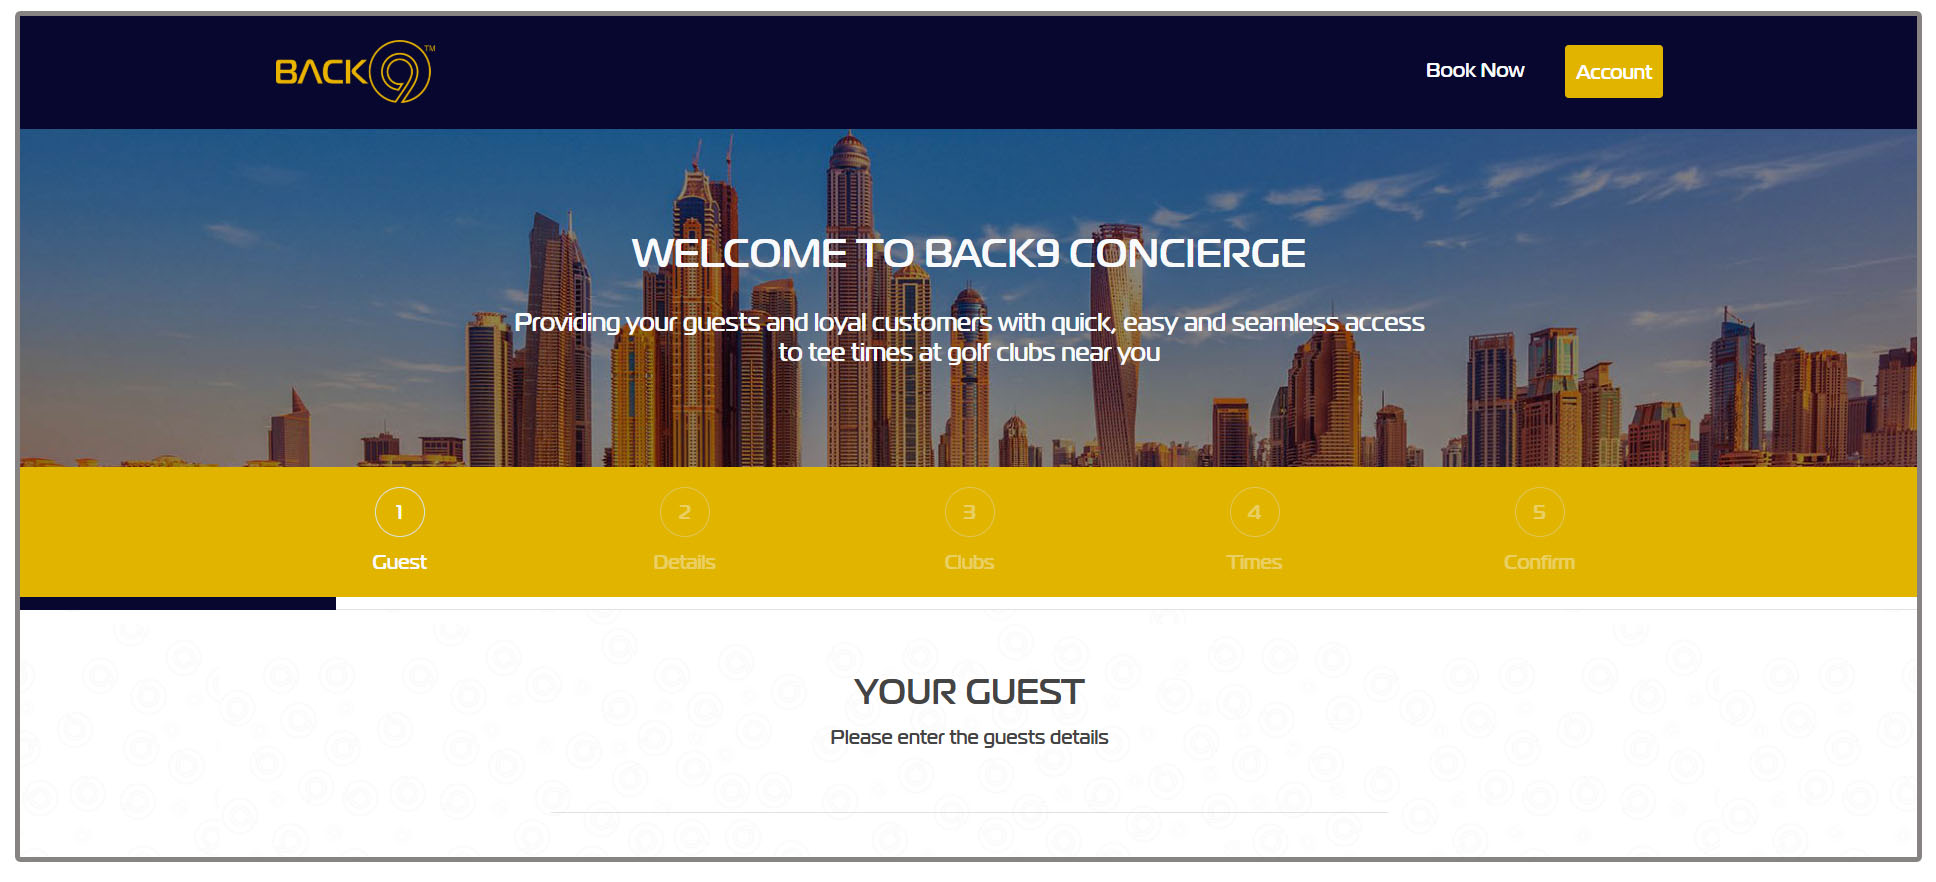 BACK9™
Book Now
Account
WELCOME TO BACK9 CONCIERGE
Providing your guests and loyal customers with quick, easy and seamless access
to tee times at golf clubs near you
1
2
3
4
5
Guest
Details
Clubs
Times
Confirm
YOUR GUEST
Please enter the guests details